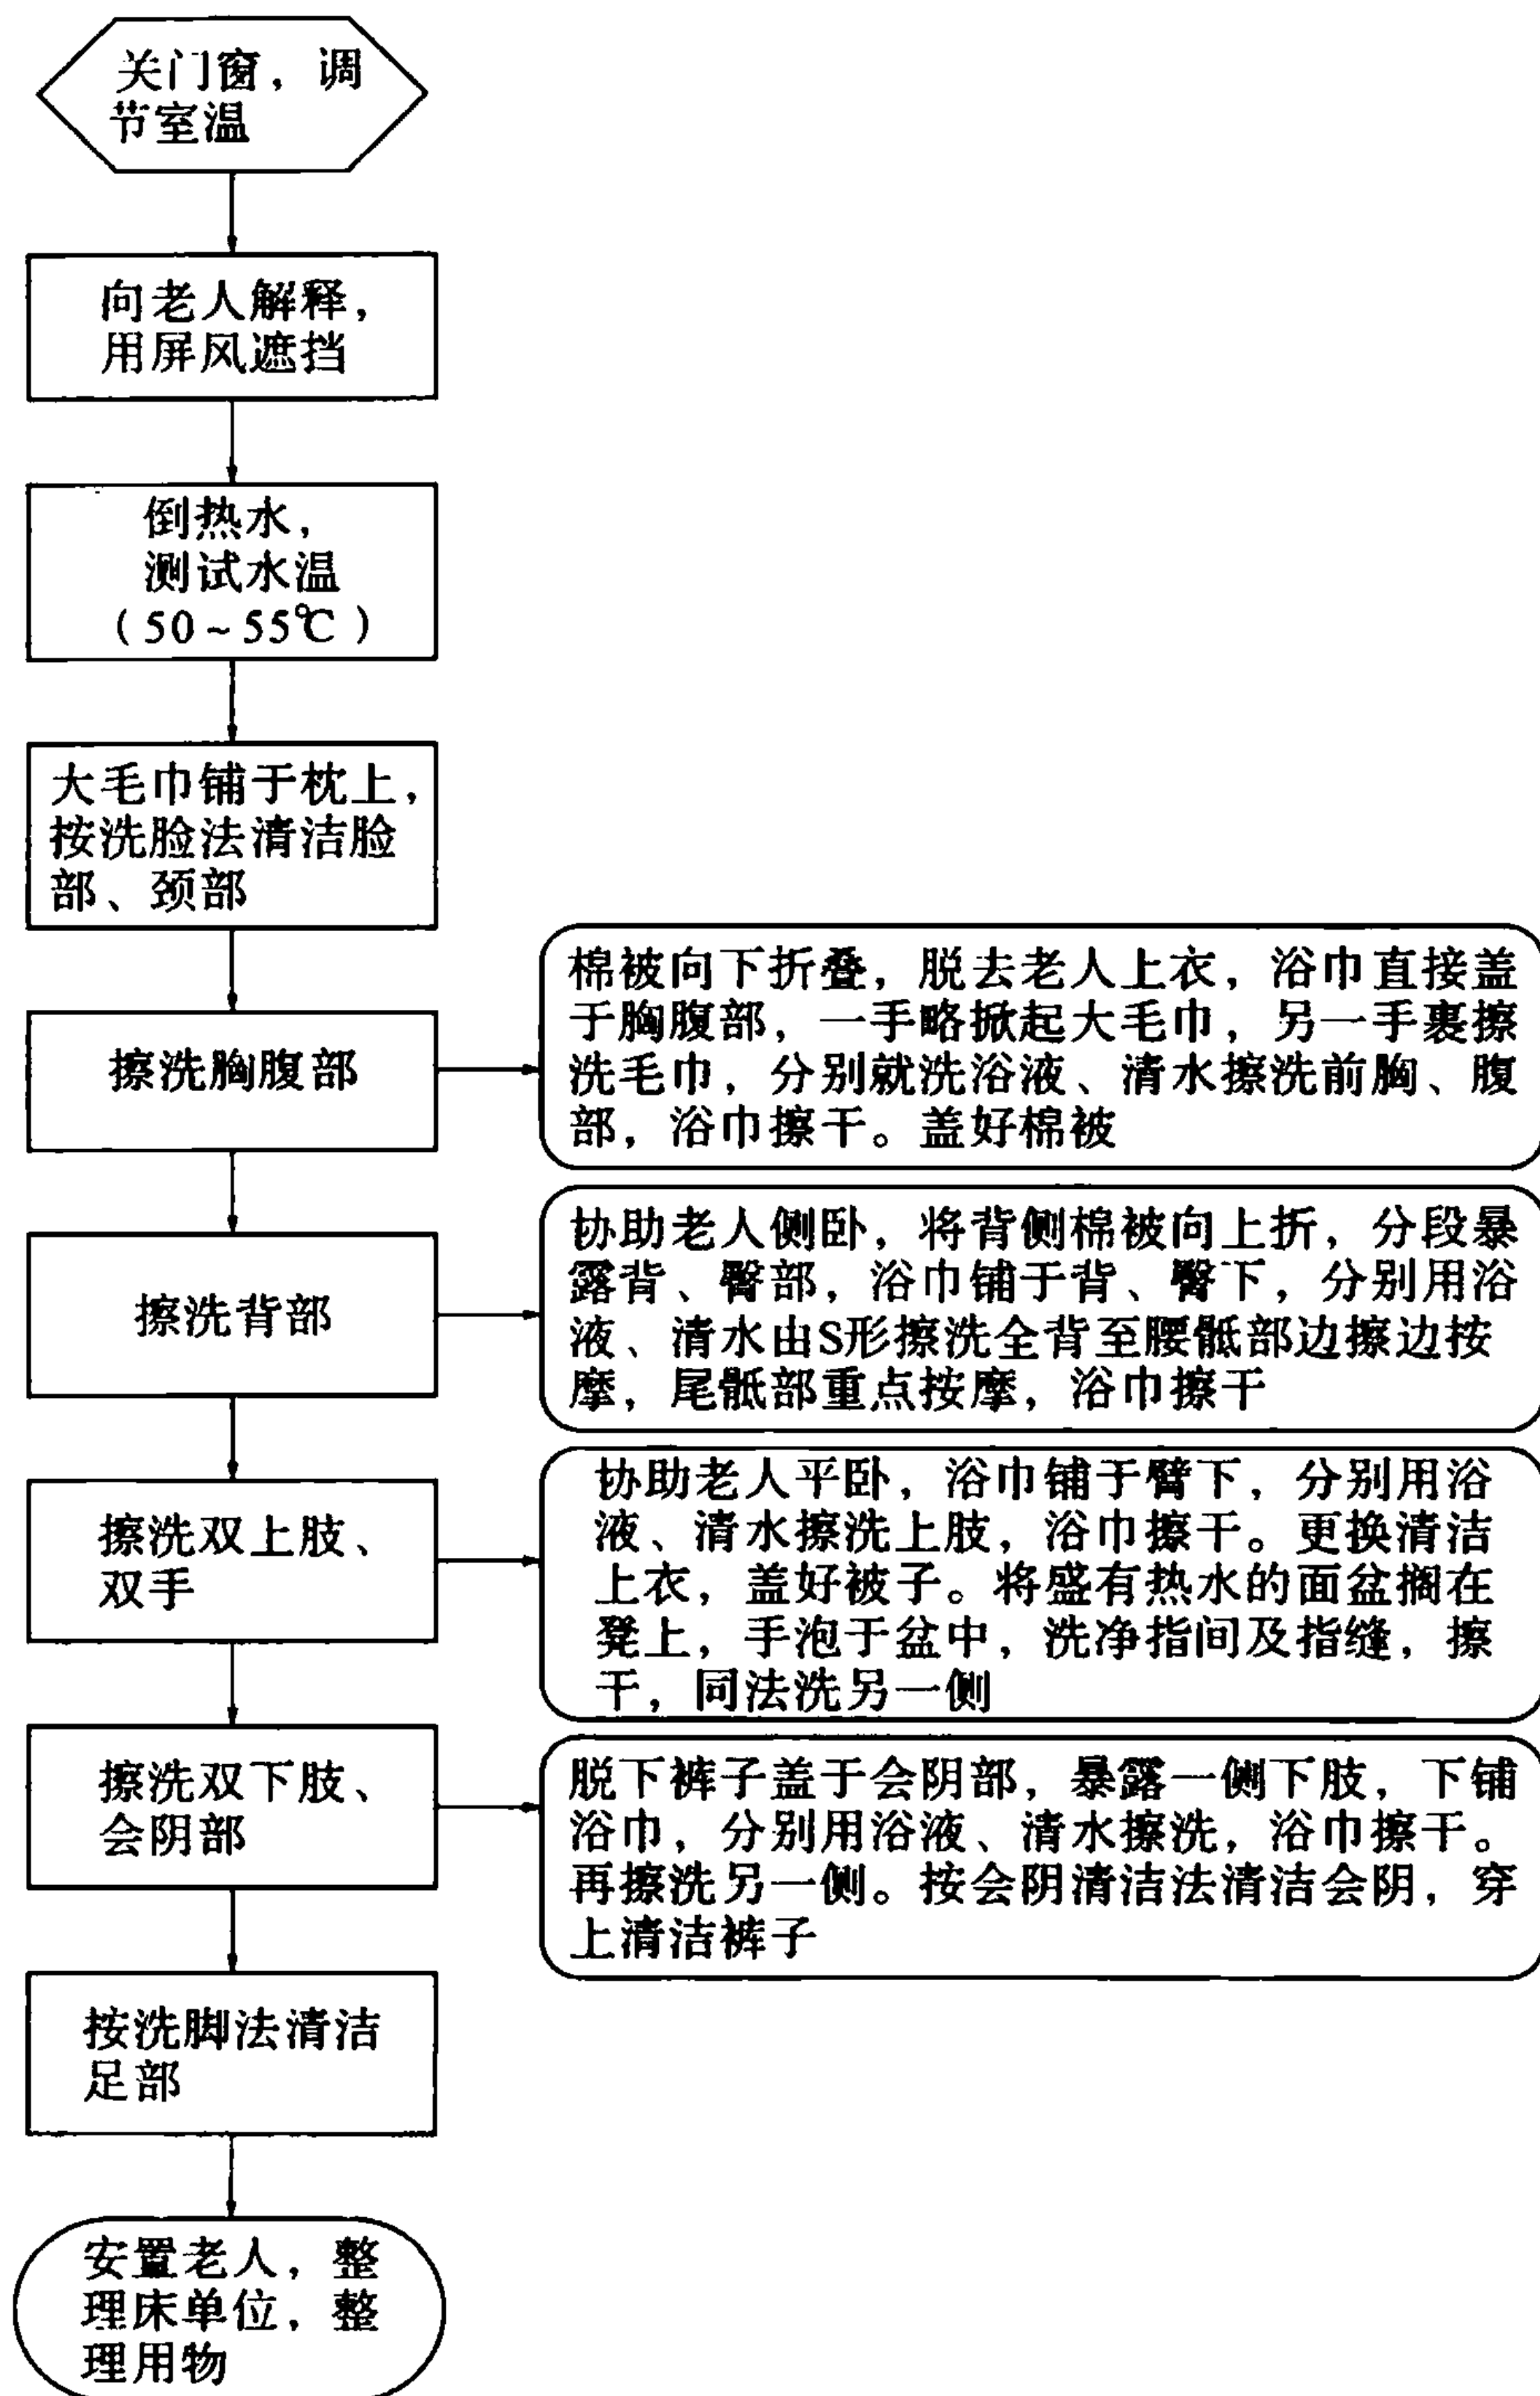 关门窗，调
节室温
向老人解释，
用屏风遮挡
倒热水，
测试水温
（50~55℃）
大毛巾铺于枕上，
按洗脸法清洁脸
部、颈部
擦洗胸腹部
棉被向下折叠，脱去老人上衣，浴巾直接盖
于胸腹部，一手略掀起大毛巾，另一手裹擦
洗毛巾，分别就洗浴液、清水擦洗前胸、腹
部，浴巾擦干。盖好棉被
擦洗背部
协助老人侧卧，将背侧棉被向上折，分段暴
露背、臀部，浴巾铺于背、臀下，分别用浴
液、清水由S形擦洗全背至腰骶部边擦边按
摩，尾骶部重点按摩，浴巾擦干
擦洗双上肢、
双手
协助老人平卧，浴巾铺于臂下，分别用浴
液、清水擦洗上肢，浴巾擦干。更换清洁
上衣，盖好被子。将盛有热水的面盆搁在
凳上，手泡于盆中，洗净指间及指缝，擦
干，同法洗另一侧
擦洗双下肢、
会阴部
脱下裤子盖于会阴部，暴露一侧下肢，下铺
浴巾，分别用浴液、清水擦洗，浴巾擦干。
再擦洗另一侧。按会阴清洁法清洁会阴，穿
上清洁裤子
按洗脚法清洁
足部
安置老人，整
理床单位，整
理用物